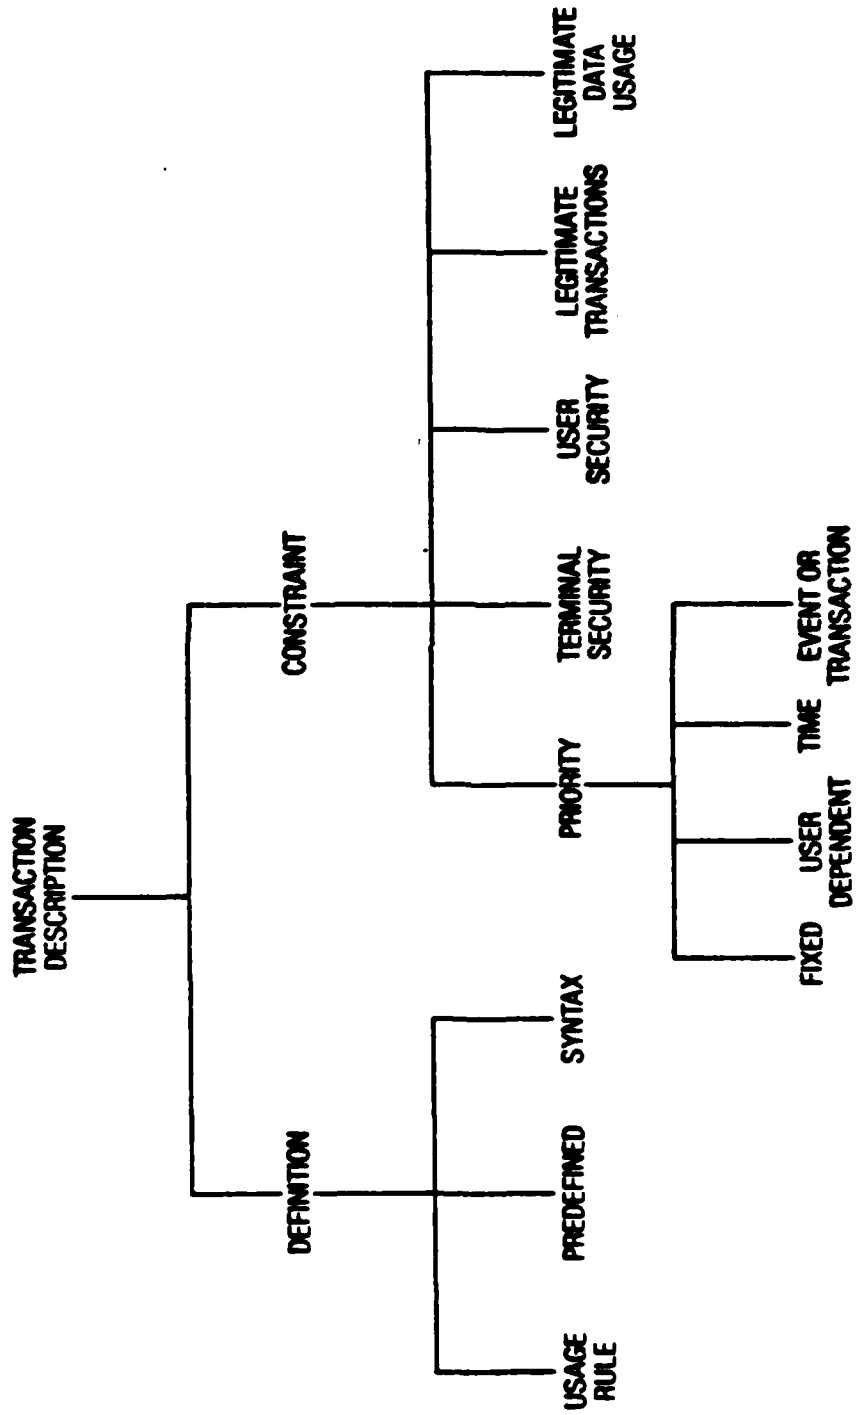 TRANSACTION
DESCRIPTION
DEFINITION
CONSTRAINT
USAGE
RULE
PREDEFINED
SYNTAX
PRIORITY
TERMINAL
SECURITY
USER
SECURITY
LEGITIMATE
TRANSACTIONS
LEGITIMATE
DATA
USAGE
FIXED
USER
DEPENDENT
TIME
EVENT OR
TRANSACTION